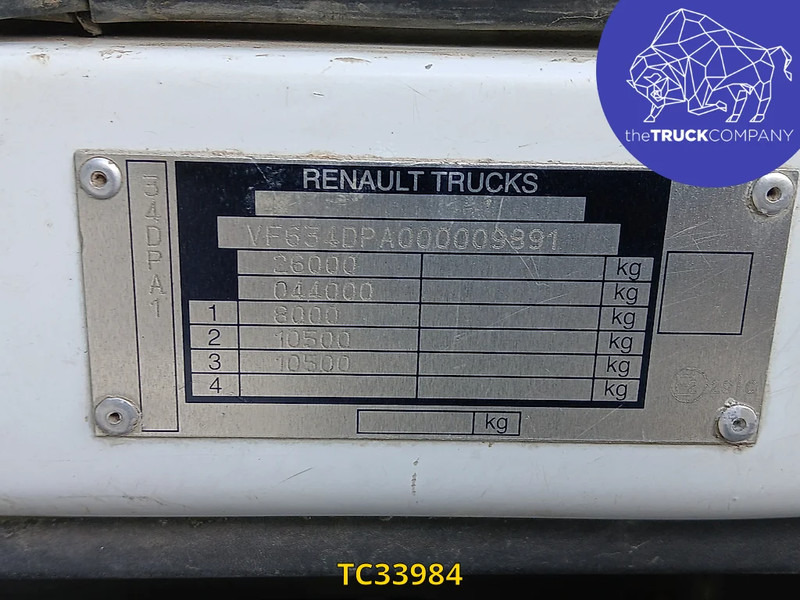 theTRUCKCOMPANY
RENAULT TRUCKS
34DPA1
VF634DPA000009891
26000 kg
044000 kg
1 8000 kg
2 10500 kg
3 10500 kg
4 kg
kg
TC33984